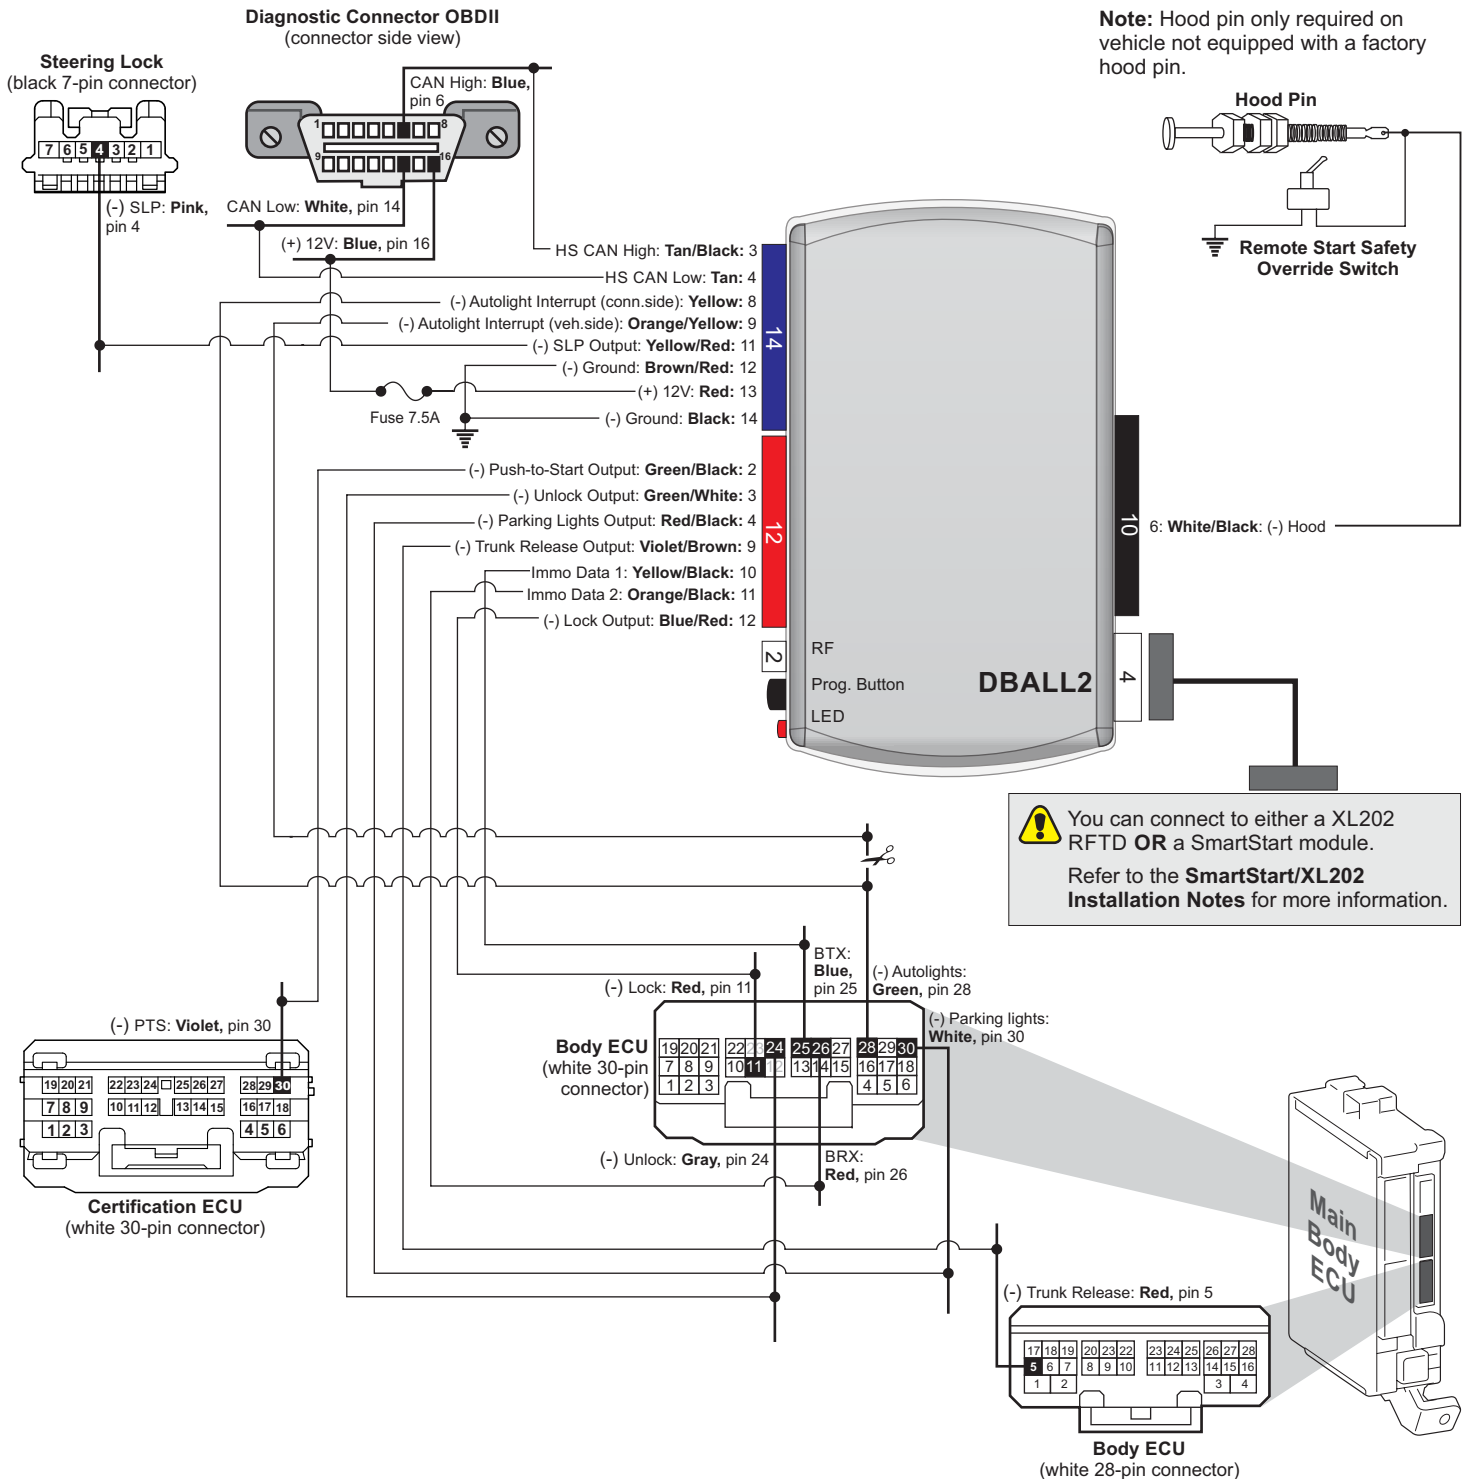 Diagnostic Connector OBDII
(connector side view)
Note: Hood pin only required on
vehicle not equipped with a factory
hood pin.
Steering Lock
(black 7-pin connector)
7 6 5 4 3 2 1
(-) SLP: Pink,
pin 4
CAN High: Blue,
pin 6
1 8
9 16
CAN Low: White, pin 14
(+) 12V: Blue, pin 16
Hood Pin
Remote Start Safety
Override Switch
HS CAN High: Tan/Black: 3
HS CAN Low: Tan: 4
(-) Autolight Interrupt (conn.side): Yellow: 8
(-) Autolight Interrupt (veh.side): Orange/Yellow: 9
(-) SLP Output: Yellow/Red: 11
(-) Ground: Brown/Red: 12
(+) 12V: Red: 13
Fuse 7.5A
(-) Ground: Black: 14
14
(-) Push-to-Start Output: Green/Black: 2
(-) Unlock Output: Green/White: 3
(-) Parking Lights Output: Red/Black: 4
(-) Trunk Release Output: Violet/Brown: 9
Immo Data 1: Yellow/Black: 10
Immo Data 2: Orange/Black: 11
(-) Lock Output: Blue/Red: 12
12
10
6: White/Black: (-) Hood
2
RF
Prog. Button
LED
DBALL2
4
You can connect to either a XL202
RFTD OR a SmartStart module.
Refer to the SmartStart/XL202
Installation Notes for more information.
(-) Lock: Red, pin 11
BTX:
Blue,
pin 25
(-) Autolights:
Green, pin 28
(-) Parking lights:
White, pin 30
Body ECU
(white 30-pin
connector)
19 20 21 22 23 24 25 26 27 28 29 30
7 8 9 10 11 12 13 14 15 16 17 18
1 2 3 4 5 6
(-) Unlock: Gray, pin 24
BRX:
Red, pin 26
(-) PTS: Violet, pin 30
19 20 21 22 23 24 25 26 27 28 29 30
7 8 9 10 11 12 13 14 15 16 17 18
1 2 3 4 5 6
Certification ECU
(white 30-pin connector)
Main
Body
ECU
(-) Trunk Release: Red, pin 5
17 18 19 20 23 22 23 24 25 26 27 28
5 6 7 8 9 10 11 12 13 14 15 16
1 2 3 4
Body ECU
(white 28-pin connector)